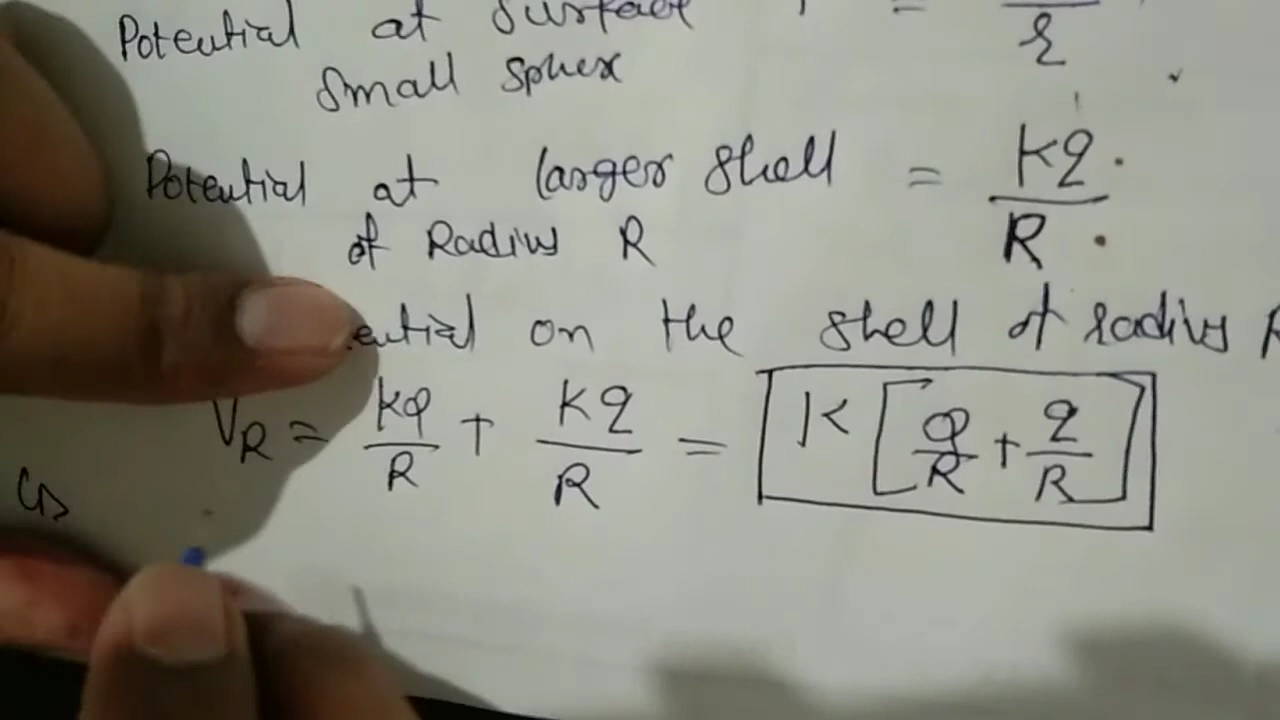 Potential at surface =
r
small spher
Potential at larger shell = Kq
R
of Radius R
ential on the shell of radius R
V_R = KQ/R + Kq/R = K [Q/R + q/R]